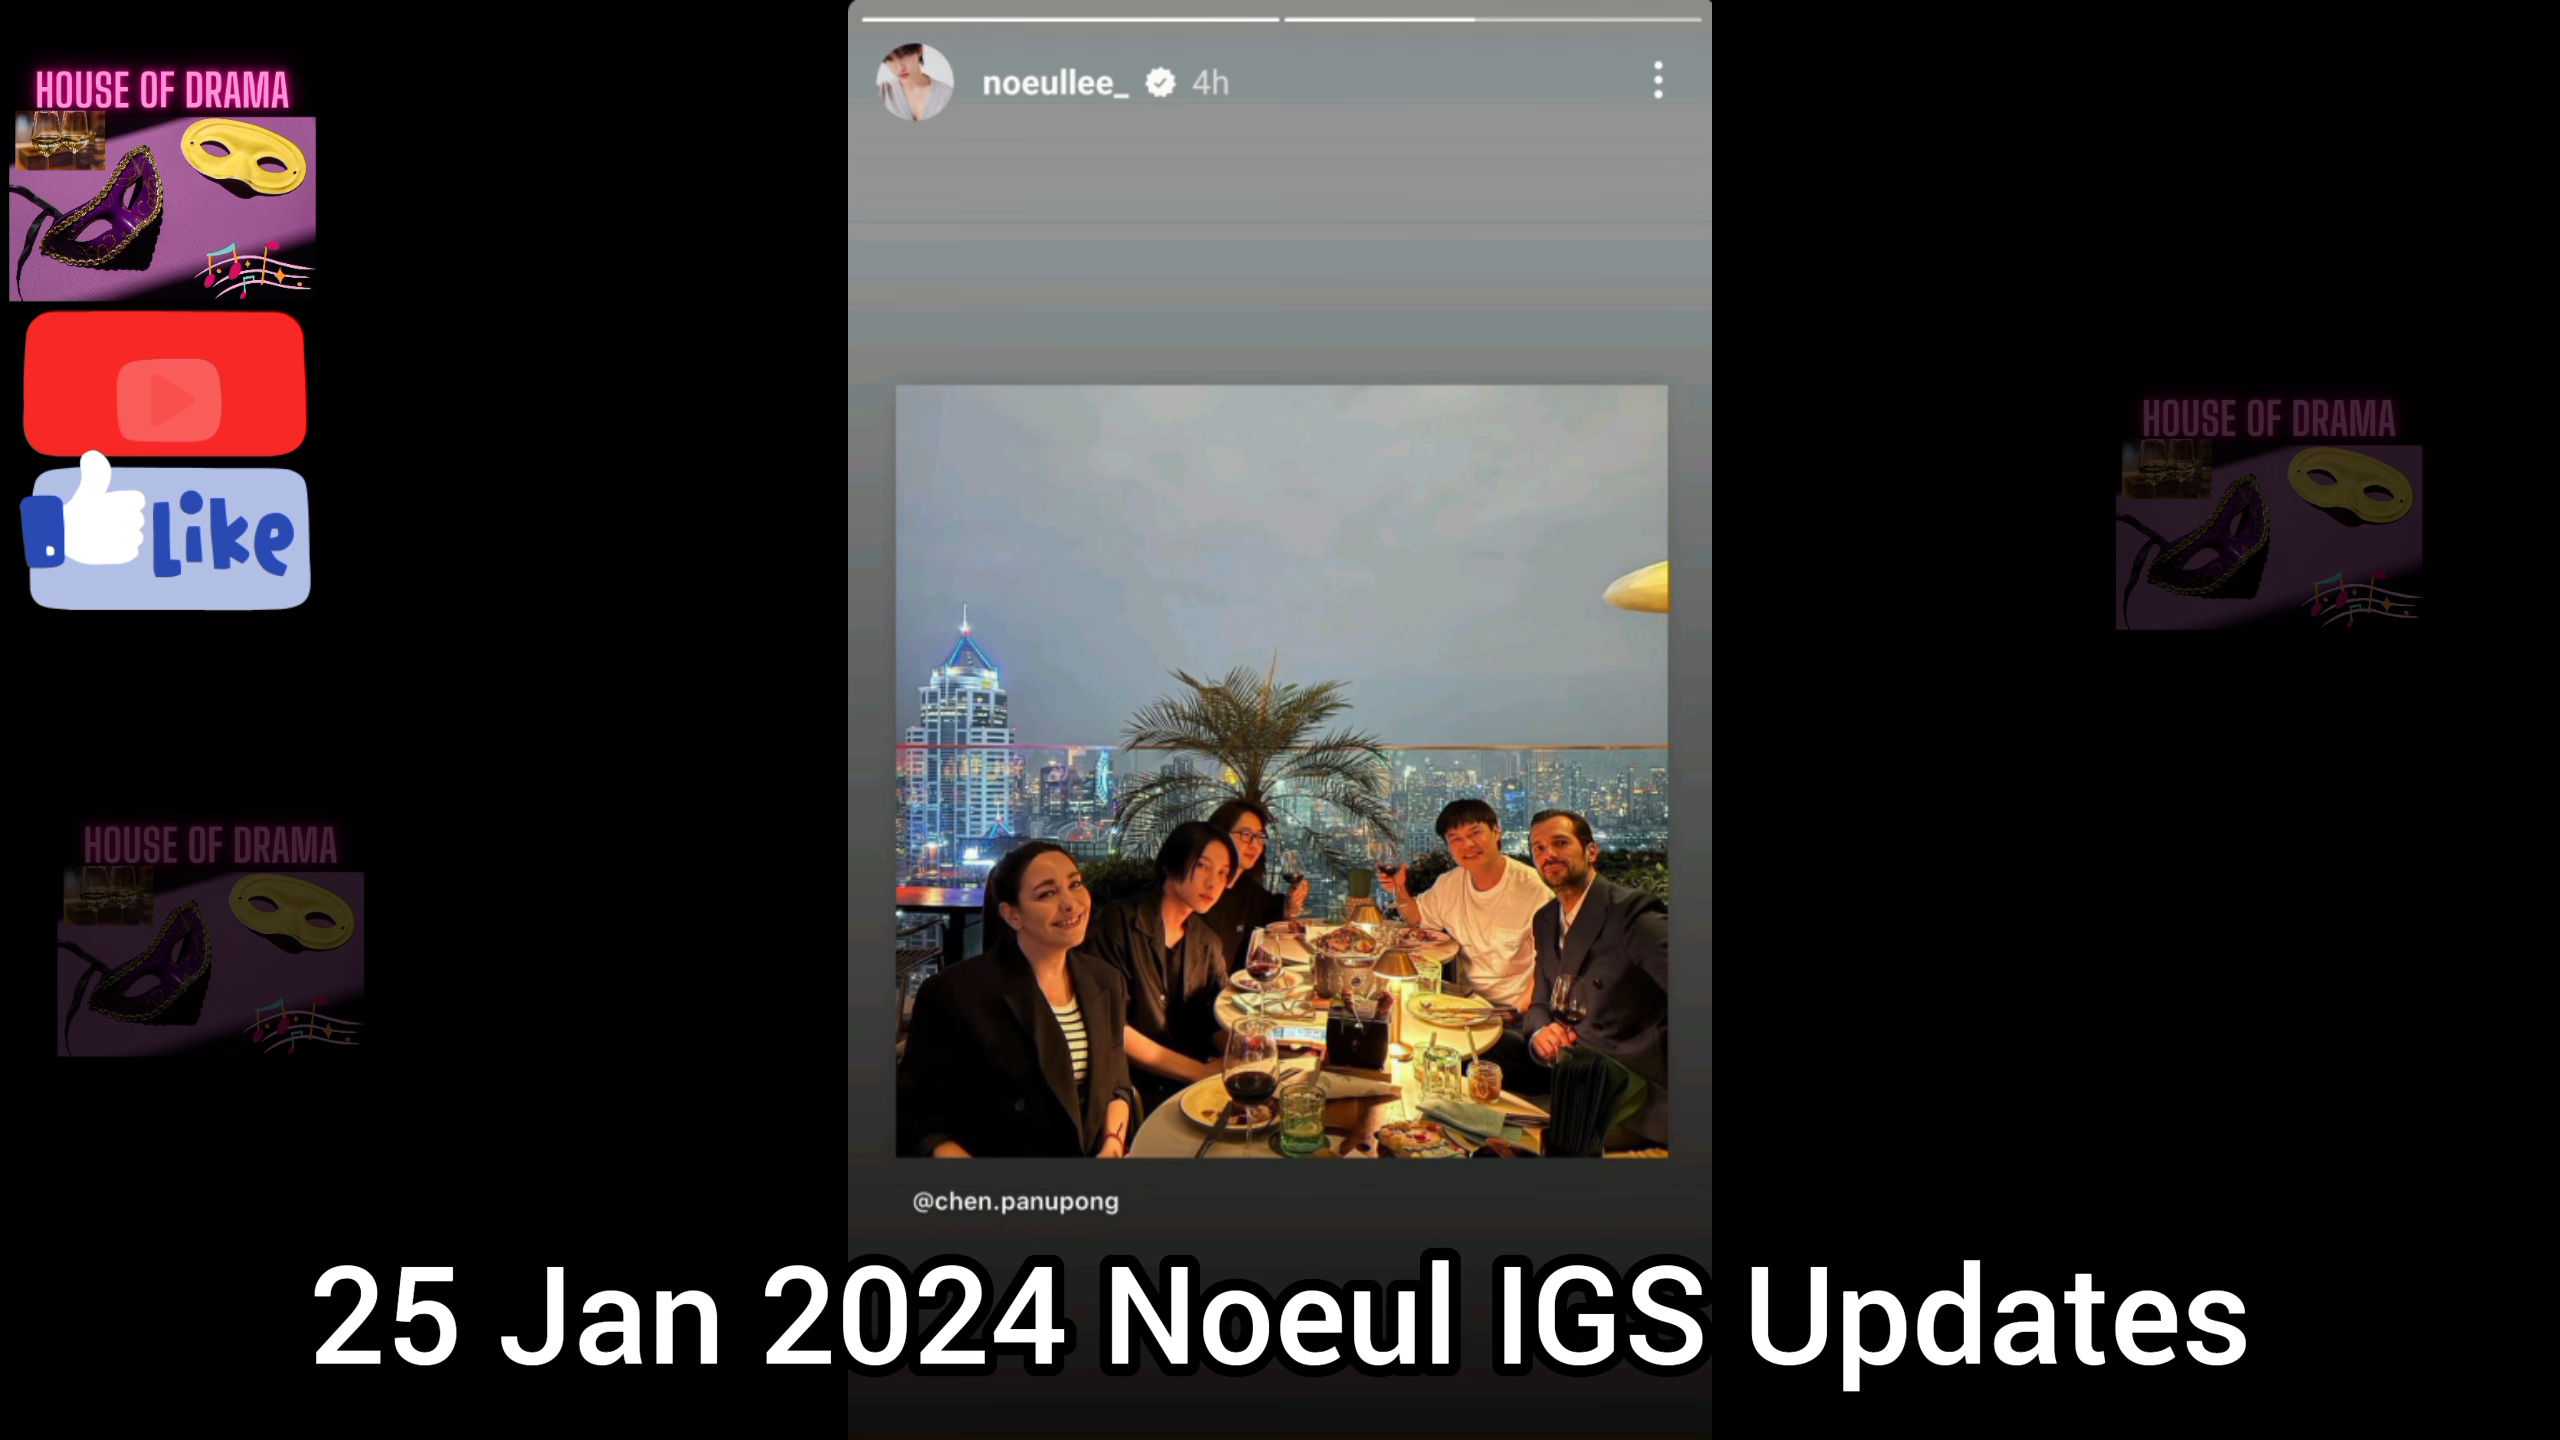 HOUSE OF DRAMA
Like
noeullee_ 4h
HOUSE OF DRAMA
HOUSE OF DRAMA
@chen.panupong
25 Jan 2024 Noeul IGS Updates